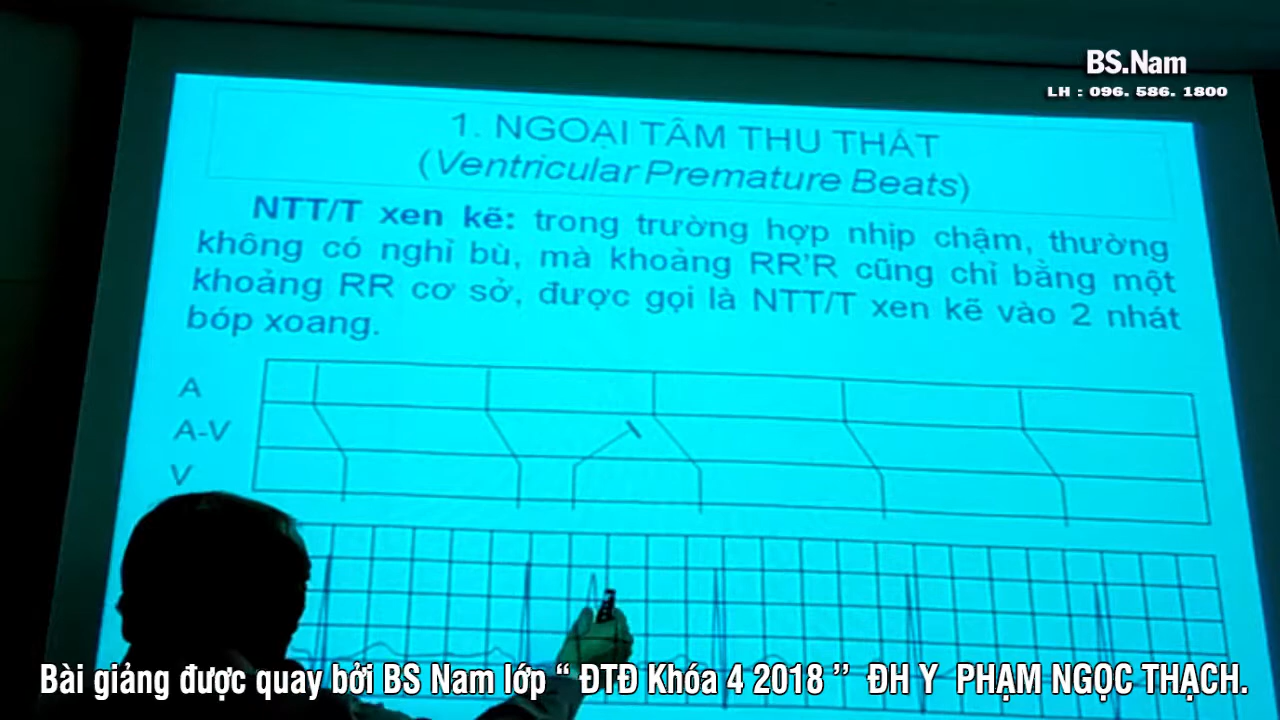 BS.Nam
LH : 096. 586. 1800
1. NGOẠI TÂM THU THẤT
(Ventricular Premature Beats)
NTT/T xen kẽ: trong trường hợp nhịp chậm, thường
không có nghỉ bù, mà khoảng RR'R cũng chỉ bằng một
khoảng RR cơ sở, được gọi là NTT/T xen kẽ vào 2 nhát
bóp xoang.
A
A-V
V
Bài giảng được quay bởi BS Nam lớp “ ĐTĐ Khóa 4 2018 ” ĐH Y PHẠM NGỌC THẠCH.